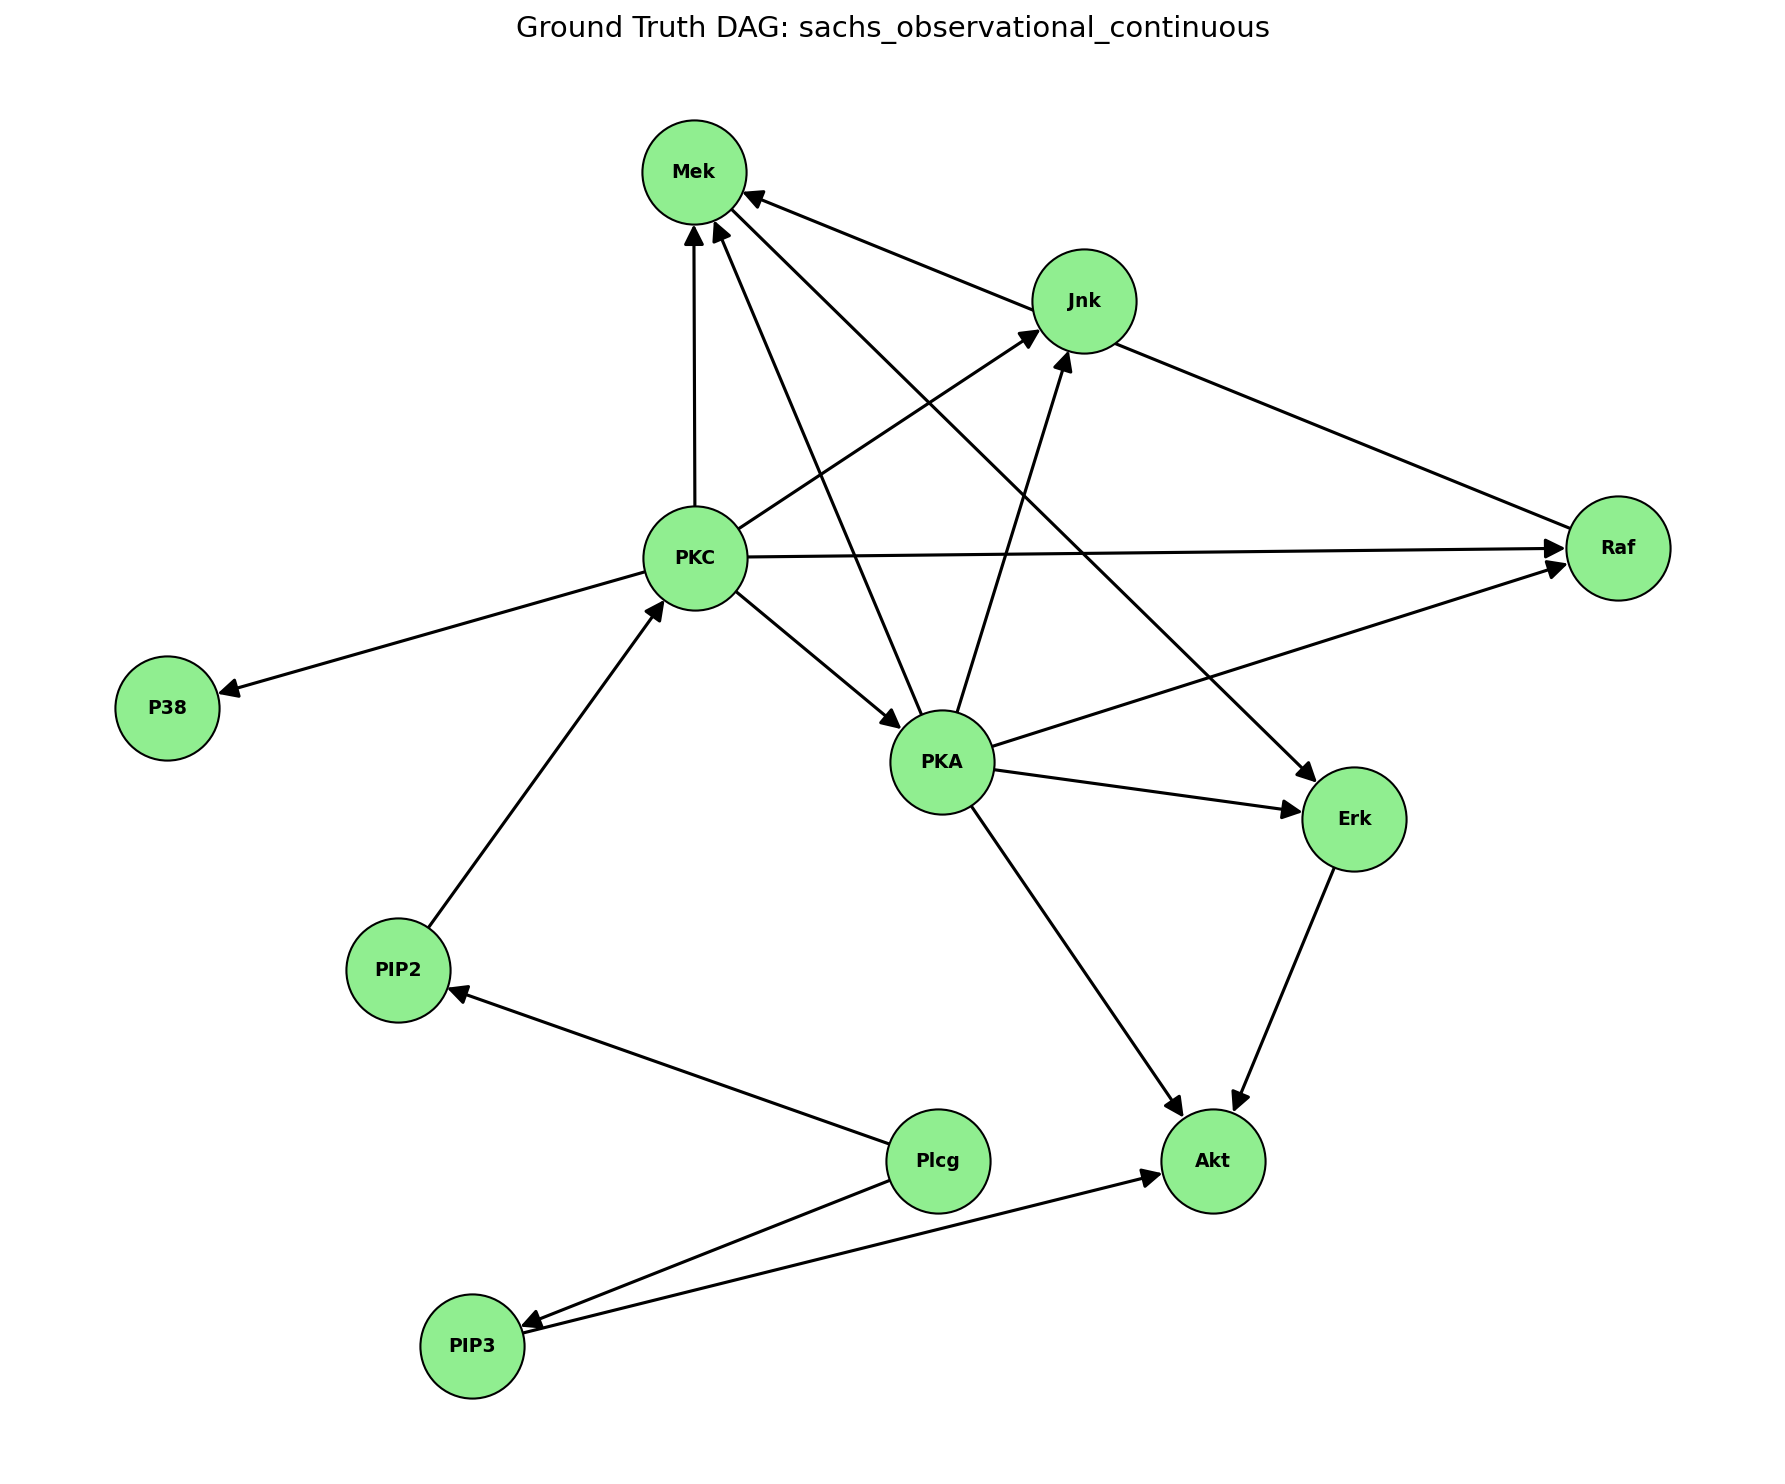 Ground Truth DAG: sachs_observational_continuous
Mek
Jnk
Raf
PKC
P38
PKA
Erk
PIP2
Plcg
Akt
PIP3